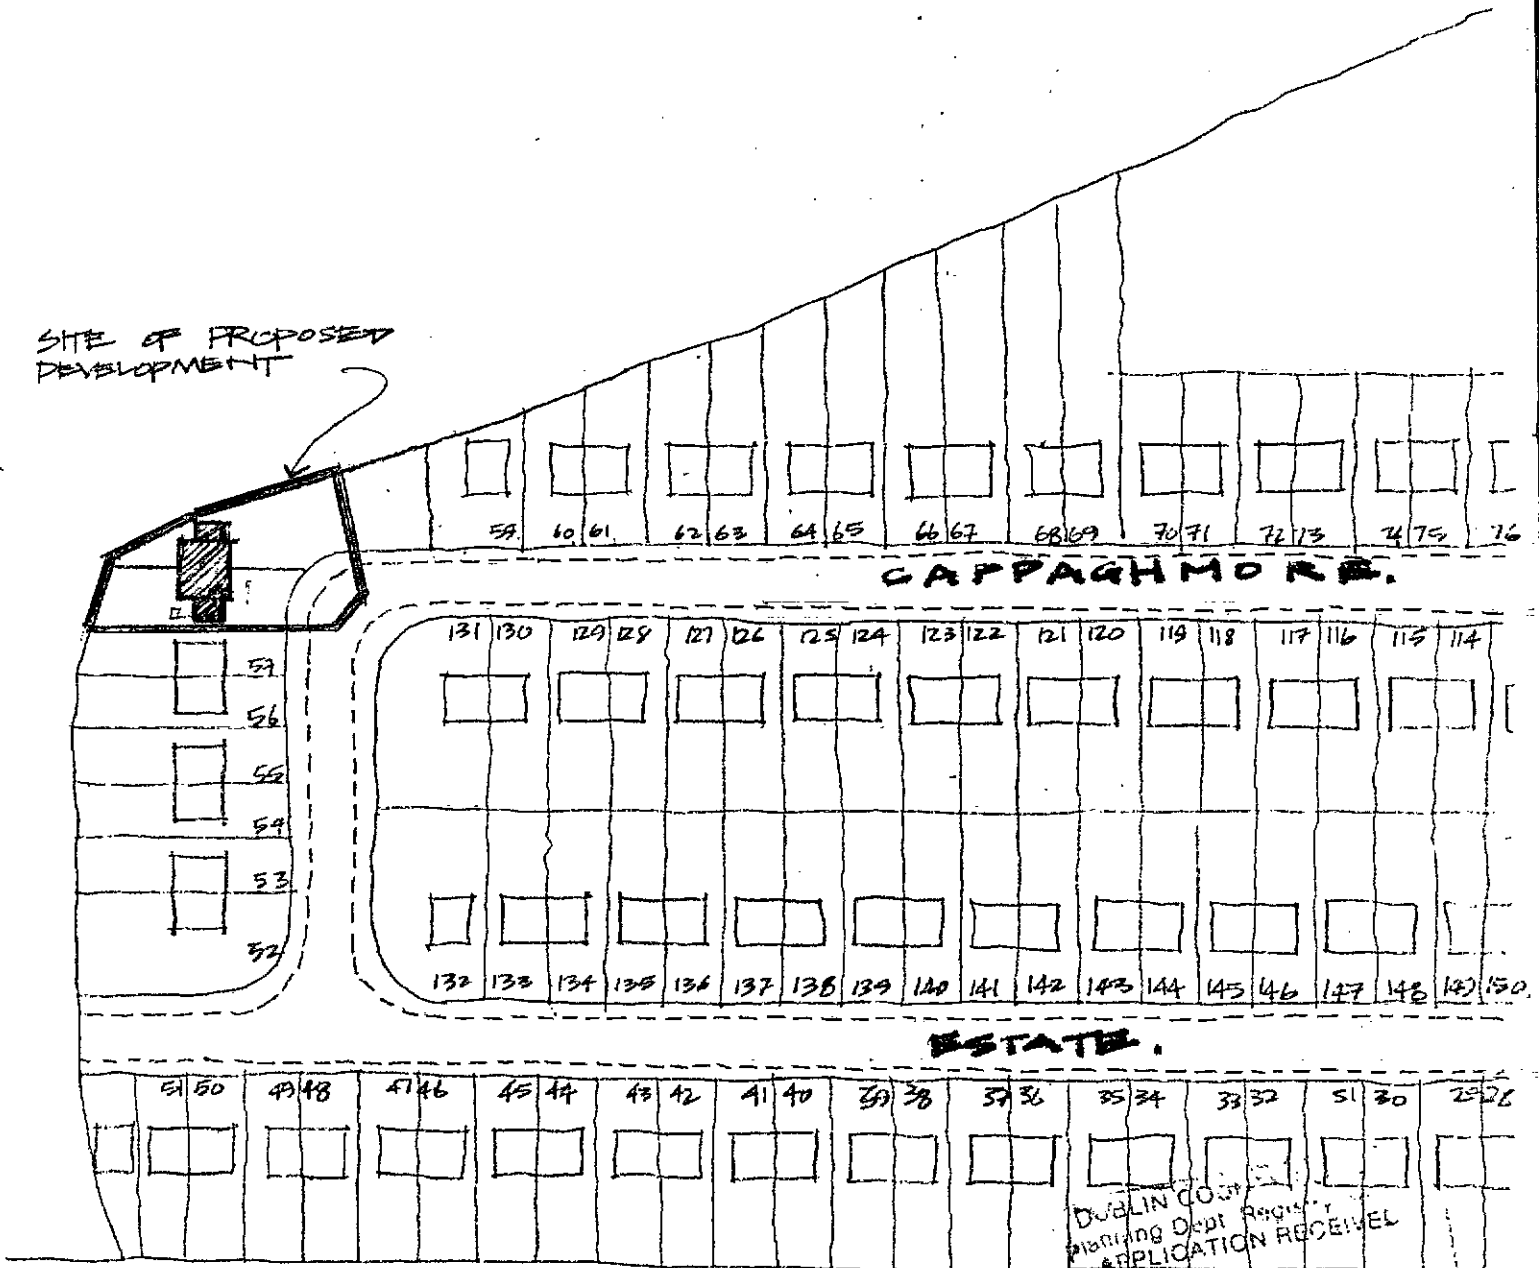 SITE OF PROPOSED
DEVELOPMENT
59 60 61 62 63 64 65 66 67 68 69 70 71 72 73 74 75 76
CAPPAGHMORE.
131 130 129 128 127 126 125 124 123 122 121 120 119 118 117 116 115 114
57
56
55
54
53
52
132 133 134 135 136 137 138 139 140 141 142 143 144 145 146 147 148 149 150.
ESTATE.
51 50 49 48 47 46 45 44 43 42 41 40 39 38 37 36 35 34 33 32 31 30
DUBLIN
Planning Dept Registry
APPLICATION RECEIVED